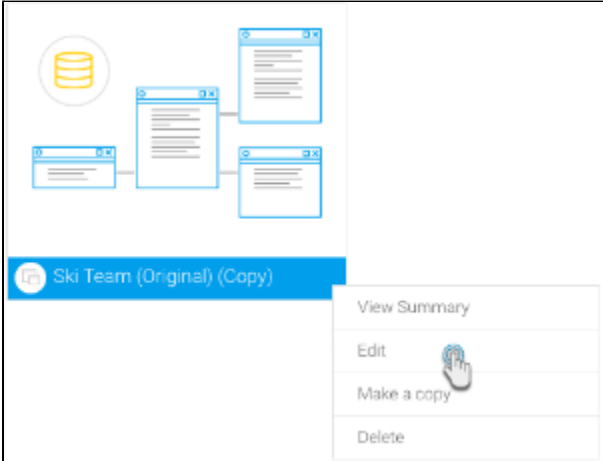 Ski Team (Original) (Copy)
View Summary
Edit
Make a copy
Delete